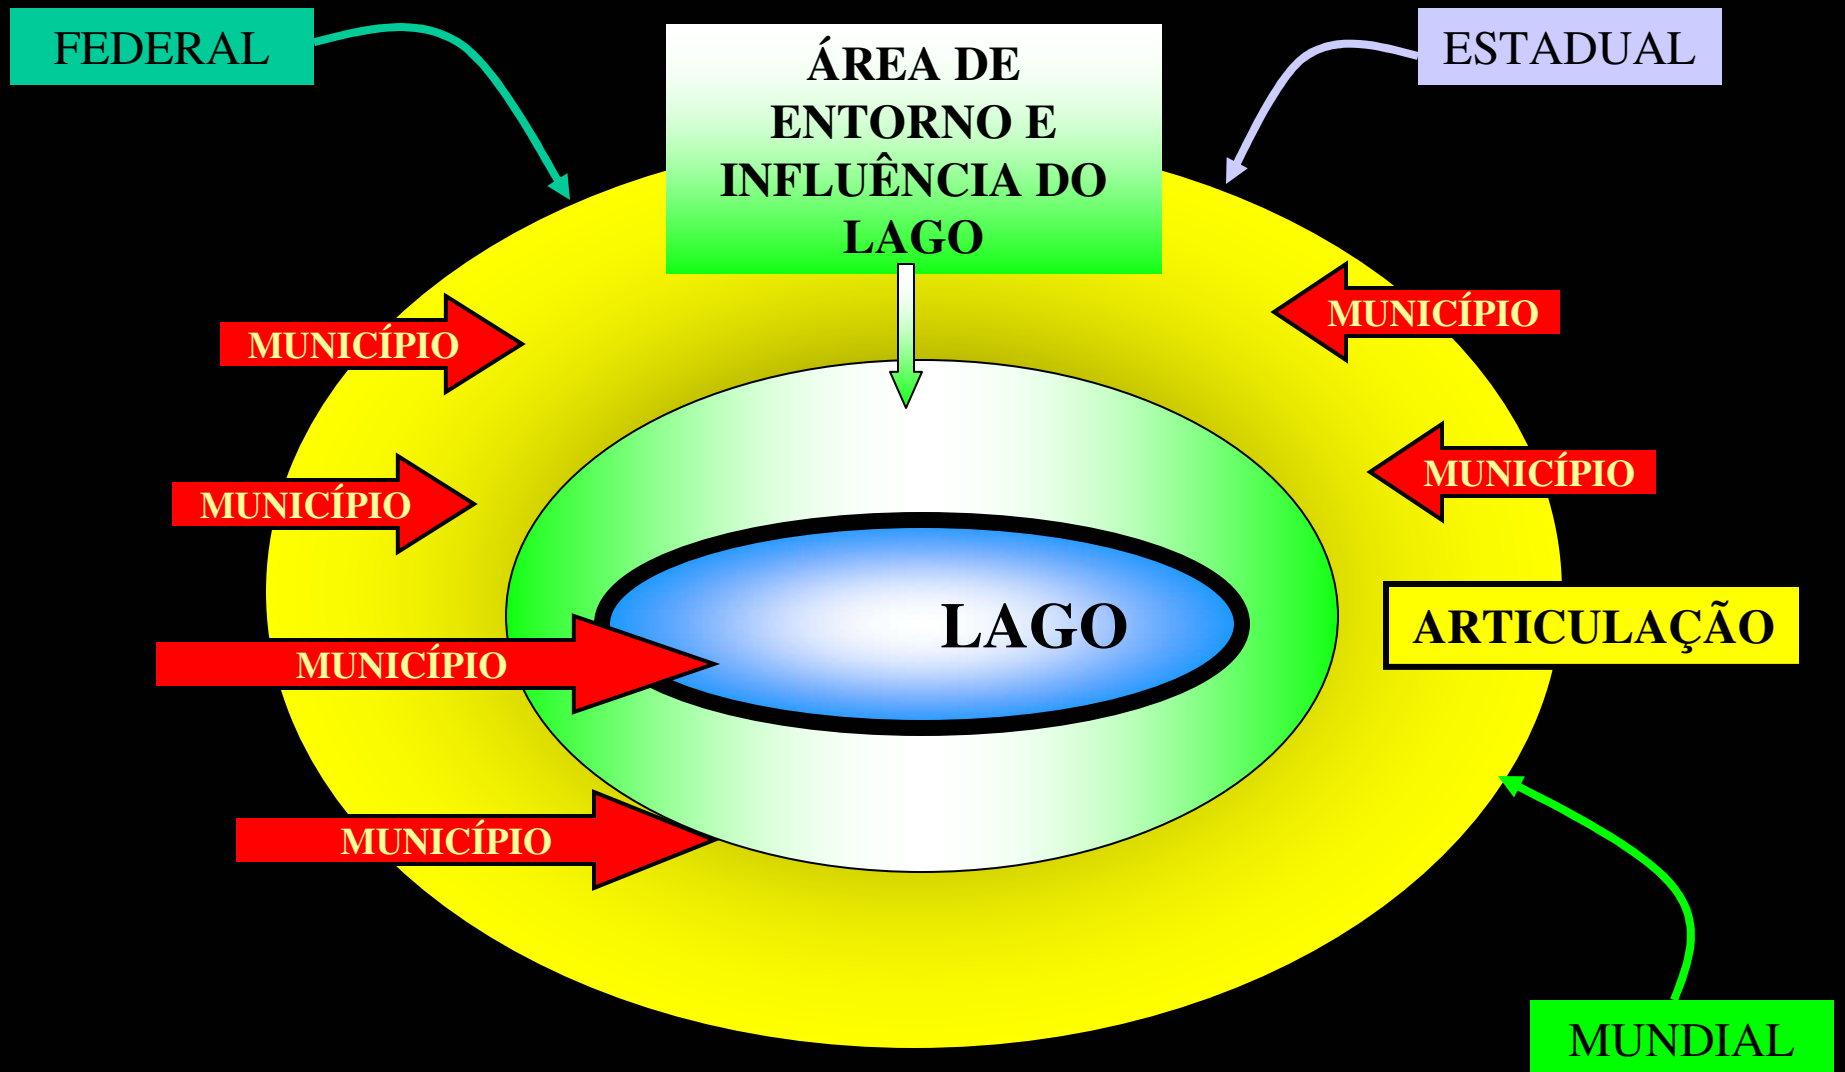 FEDERAL
ÁREA DE
ENTORNO E
INFLUÊNCIA DO
LAGO
ESTADUAL
MUNICÍPIO
MUNICÍPIO
MUNICÍPIO
MUNICÍPIO
LAGO
ARTICULAÇÃO
MUNICÍPIO
MUNICÍPIO
MUNDIAL